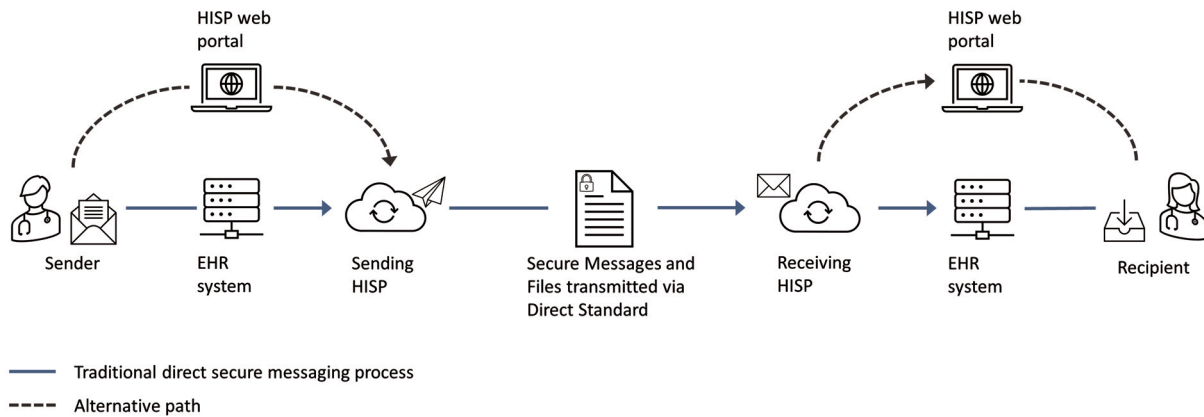 HISP web
portal
HISP web
portal
Sender
EHR
system
Sending
HISP
Secure Messages and
Files transmitted via
Direct Standard
Receiving
HISP
EHR
system
Recipient
Traditional direct secure messaging process
Alternative path